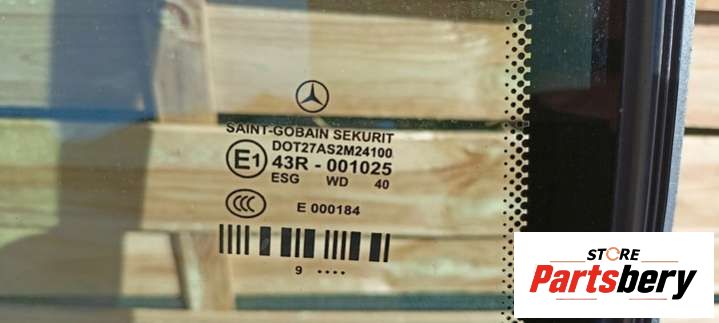 SAINT-GOBAIN SEKURIT
DOT27AS2M24100
E1 43R - 001025
ESG WD 40
CCC E 000184
9 ····
STORE
Partsbery